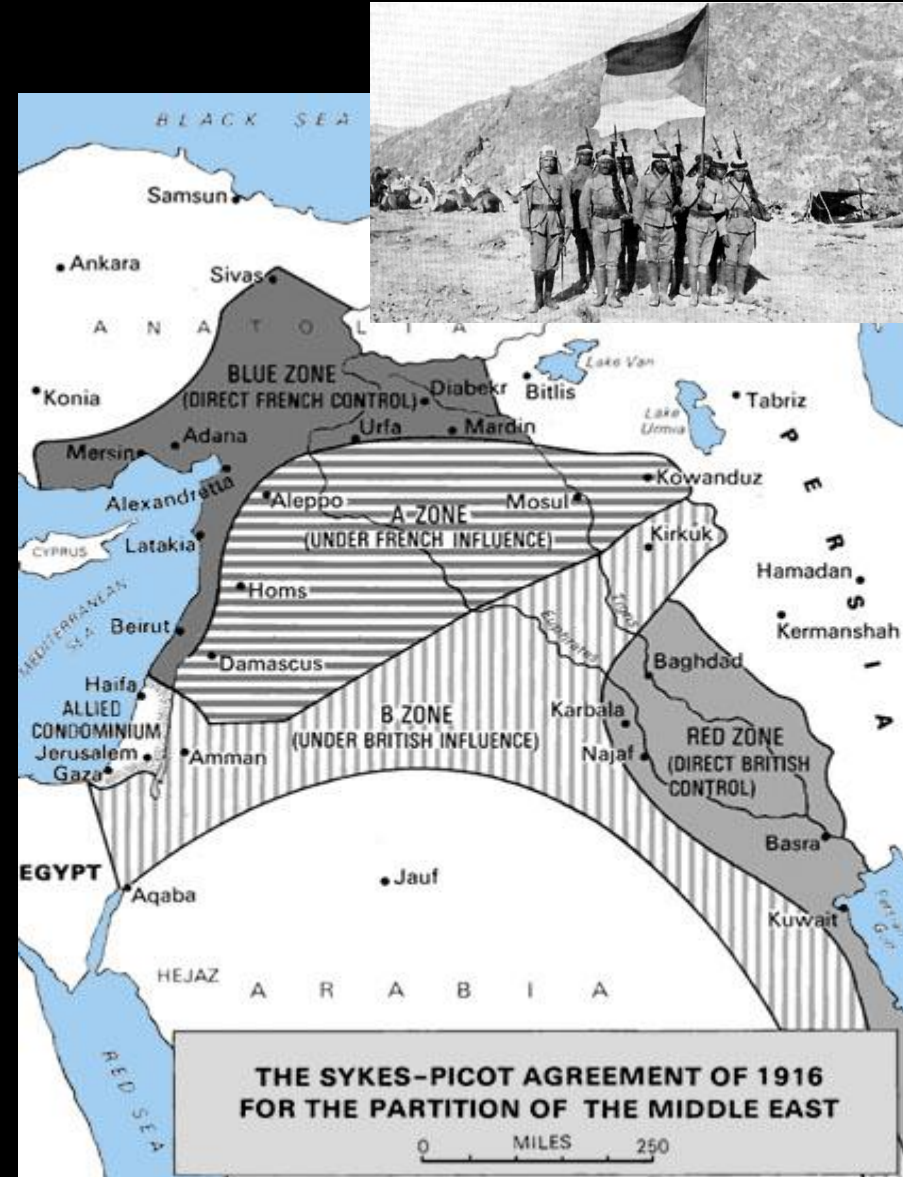 BLACK SEA
Samsun
Ankara
Sivas
ANATOLIA
Lake Van
BLUE ZONE
(DIRECT FRENCH CONTROL)
Diabekr
Bitlis
Konia
Tabriz
Lake
Urmia
Urfa
Mardin
Adana
Mersin
PERSIA
Alexandretta
Aleppo
Mosul
Kowanduz
A ZONE
(UNDER FRENCH INFLUENCE)
Kirkuk
Latakia
CYPRUS
Hamadan
Homs
MEDITERRANEAN
SEA
Euphrates
Tigris
Beirut
Kermanshah
Damascus
Baghdad
Haifa
ALLIED
CONDOMINIUM
Jerusalem
Gaza
Amman
B ZONE
(UNDER BRITISH INFLUENCE)
Karbala
Najaf
RED ZONE
(DIRECT BRITISH
CONTROL)
Basra
EGYPT
Aqaba
Jauf
Kuwait
Persian
Gulf
HEJAZ
ARABIA
RED SEA
THE SYKES-PICOT AGREEMENT OF 1916
FOR THE PARTITION OF THE MIDDLE EAST
0 MILES 250